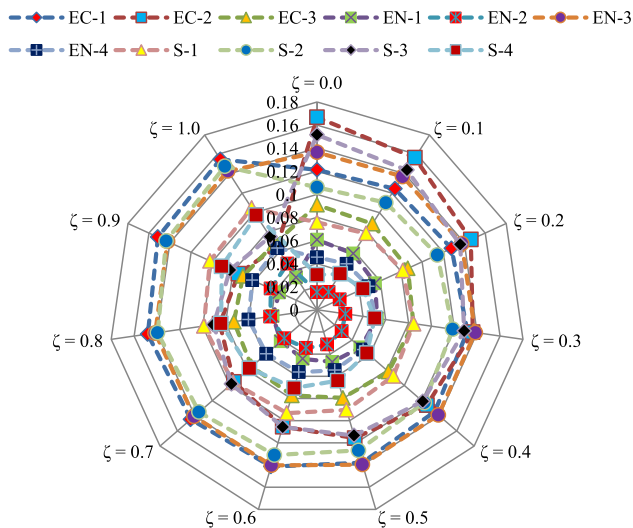 EC-1 EC-2 EC-3 EN-1 EN-2 EN-3
EN-4 S-1 S-2 S-3 S-4
ζ = 0.0
0.18
ζ = 1.0
ζ = 0.1
0.16
0.14
0.12
0.1
ζ = 0.9
ζ = 0.2
0.08
0.06
0.04
0.02
0
ζ = 0.8
ζ = 0.3
ζ = 0.7
ζ = 0.4
ζ = 0.6
ζ = 0.5